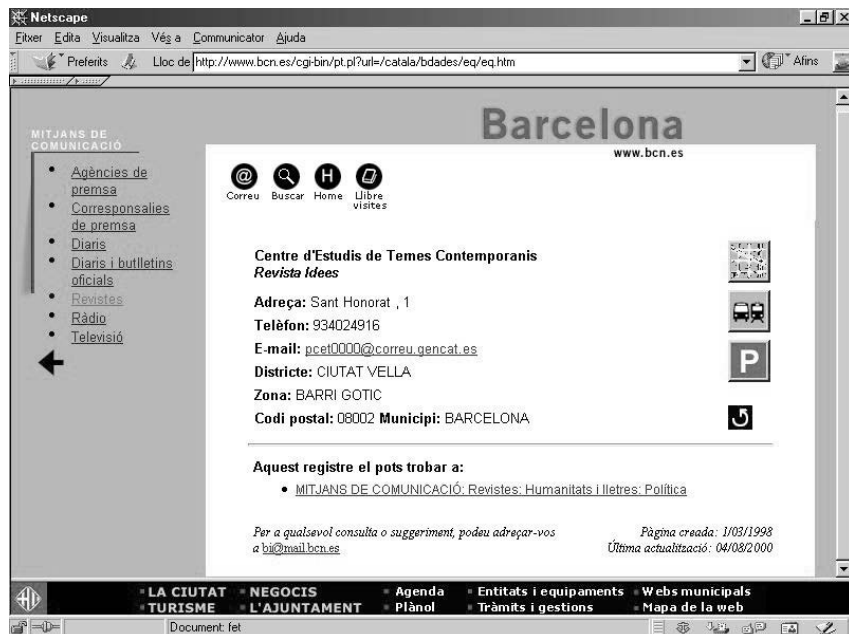 Netscape
Fitxer Edita Visualitza Vés a Communicator Ajuda
Preferits Lloc de http://www.bcn.es/cgi-bin/pt.pl?url=/catala/bdades/eq/eq.htm Afins
Barcelona
www.bcn.es
MITJANS DE
COMUNICACIÓ
Agències de
premsa
Corresponsalies
de premsa
Diaris
Diaris i butlletins
oficials
Revistes
Ràdio
Televisió
@ H
Correu Buscar Home Llibre
visites
Centre d'Estudis de Temes Contemporanis
Revista Idees
Adreça: Sant Honorat , 1
Telèfon: 934024916
E-mail: pcet0000@correu.gencat.es
Districte: CIUTAT VELLA
Zona: BARRI GOTIC
Codi postal: 08002 Municipi: BARCELONA
P
Aquest registre el pots trobar a:
MITJANS DE COMUNICACIÓ: Revistes: Humanitats i lletres: Política
Per a qualsevol consulta o suggeriment, podeu adreçar-vos
a bi@mail.bcn.es
Pàgina creada: 1/03/1998
Última actualització: 04/08/2000
LA CIUTAT NEGOCIS Agenda Entitats i equipaments Webs municipals
TURISME L'AJUNTAMENT Plànol Tràmits i gestions Mapa de la web
Document: fet